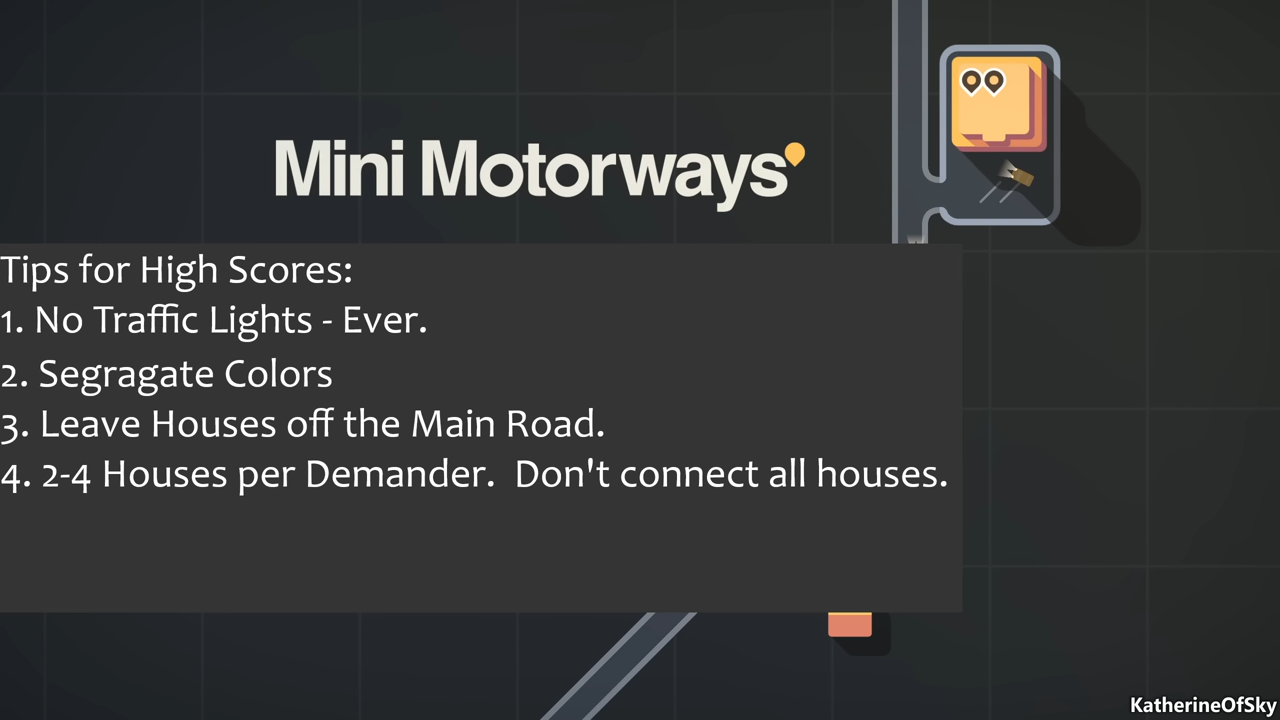 Mini Motorways
Tips for High Scores:
1. No Traffic Lights - Ever.
2. Segragate Colors
3. Leave Houses off the Main Road.
4. 2-4 Houses per Demander.  Don't connect all houses.
KatherineOfSky